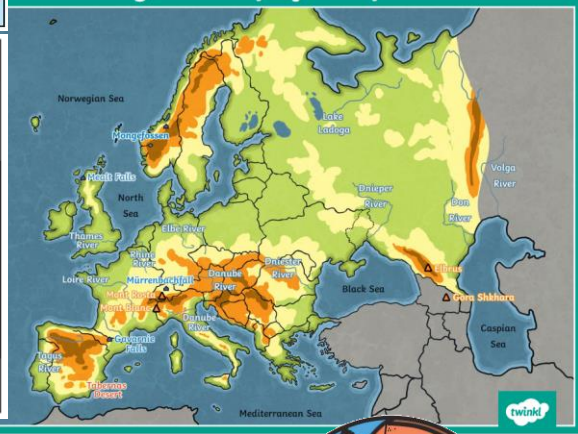 Norwegian Sea
Mongefossen
Lake
Ladoga
Mealt Falls
North
Sea
Volga
River
Dnieper
River
Don
River
Thames
River
Elbe River
Rhine
River
Dniester
River
Loire River
Mürrenbachfall
Danube
River
Elbrus
Mont Blanc
Black Sea
Gora Shkhara
Danube
River
Gavarnie
Falls
Caspian
Sea
Tagus
River
Tabernas
Desert
Mediterranean Sea
twinkl